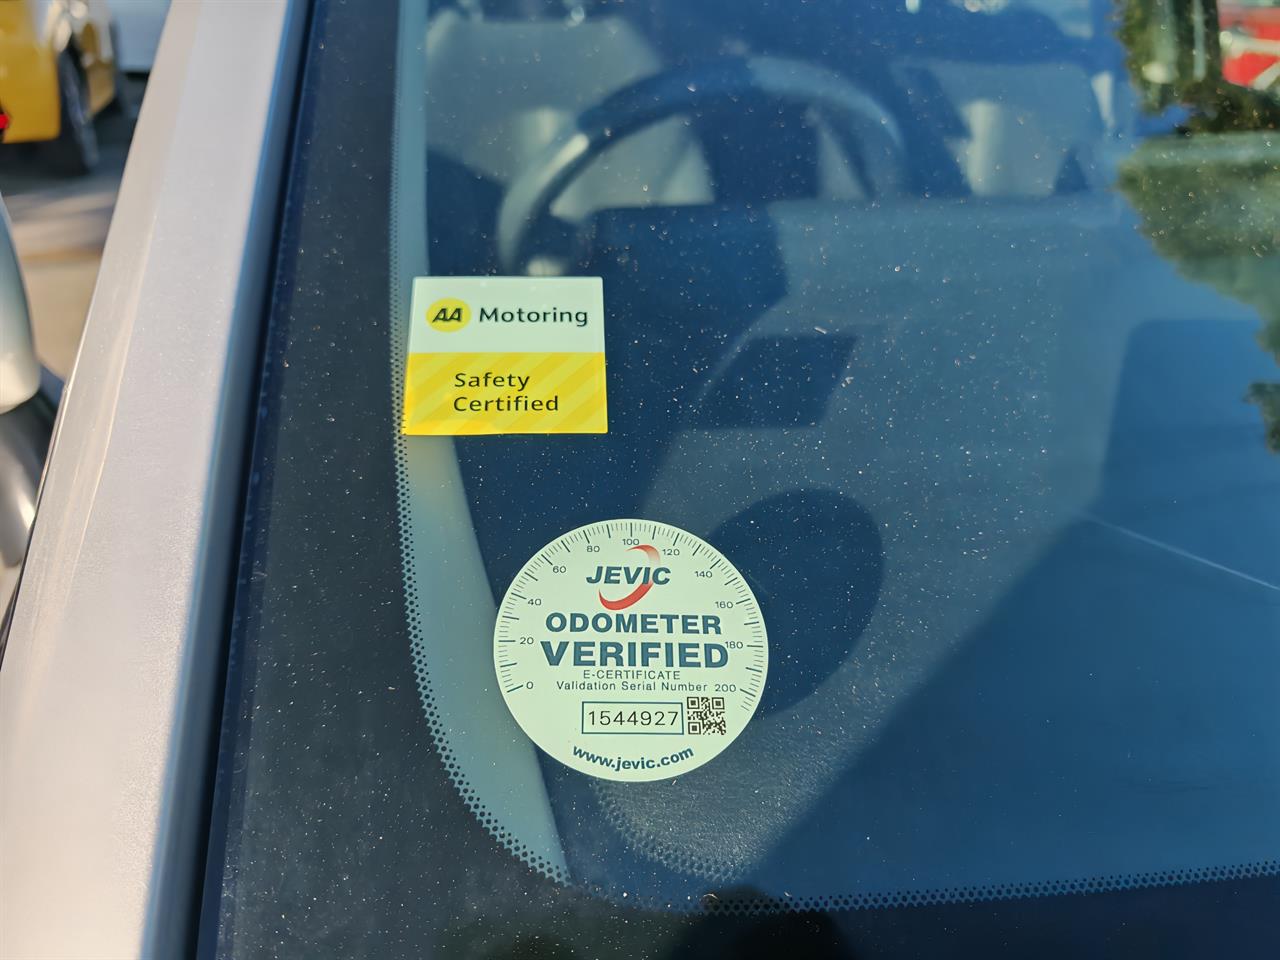 AA Motoring
Safety
Certified
0 20 40 60 80 100 120 140 160 180 200
JEVIC
ODOMETER
VERIFIED
E-CERTIFICATE
Validation Serial Number
1544927
www.jevic.com